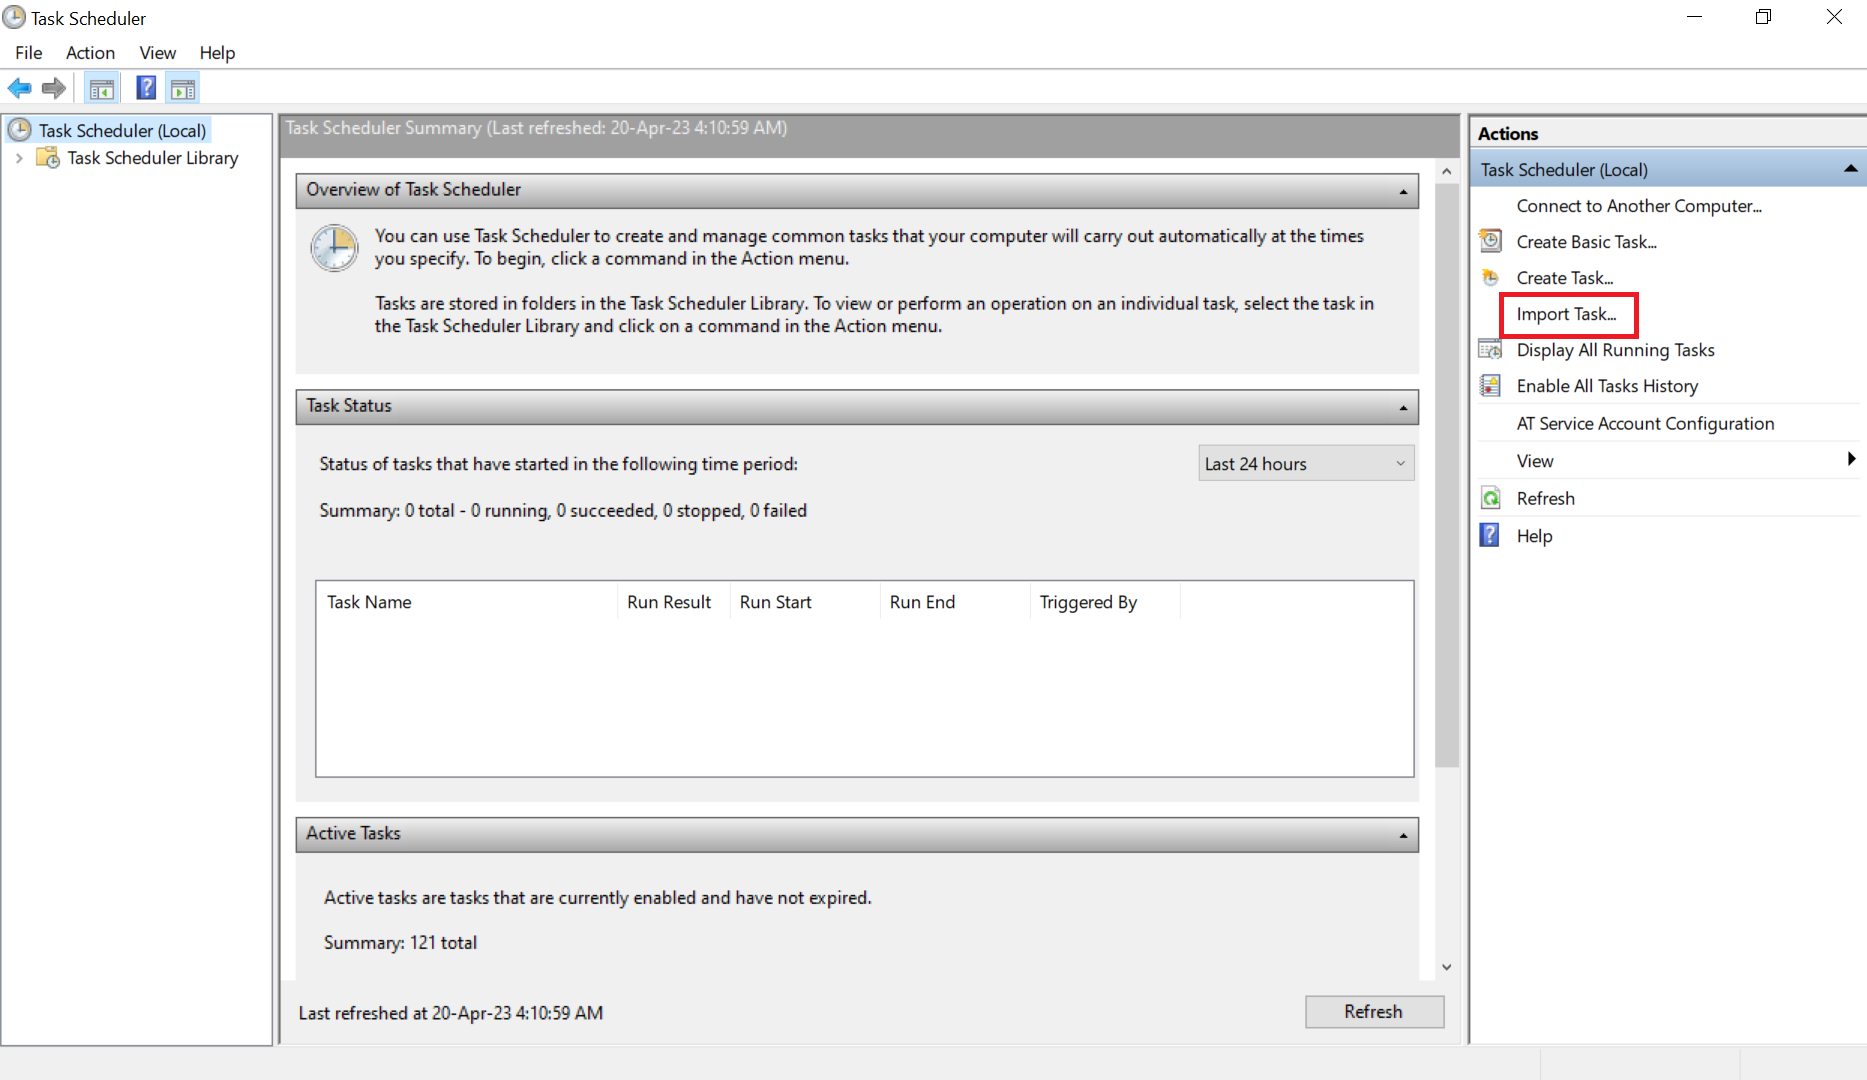 Task Scheduler
File Action View Help
Task Scheduler (Local)
Task Scheduler Library
Task Scheduler Summary (Last refreshed: 20-Apr-23 4:10:59 AM)
Overview of Task Scheduler
You can use Task Scheduler to create and manage common tasks that your computer will carry out automatically at the times
you specify. To begin, click a command in the Action menu.
Tasks are stored in folders in the Task Scheduler Library. To view or perform an operation on an individual task, select the task in
the Task Scheduler Library and click on a command in the Action menu.
Task Status
Status of tasks that have started in the following time period:
Last 24 hours
Summary: 0 total - 0 running, 0 succeeded, 0 stopped, 0 failed
Task Name Run Result Run Start Run End Triggered By
Active Tasks
Active tasks are tasks that are currently enabled and have not expired.
Summary: 121 total
Last refreshed at 20-Apr-23 4:10:59 AM
Refresh
Actions
Task Scheduler (Local)
Connect to Another Computer...
Create Basic Task...
Create Task...
Import Task...
Display All Running Tasks
Enable All Tasks History
AT Service Account Configuration
View
Refresh
Help